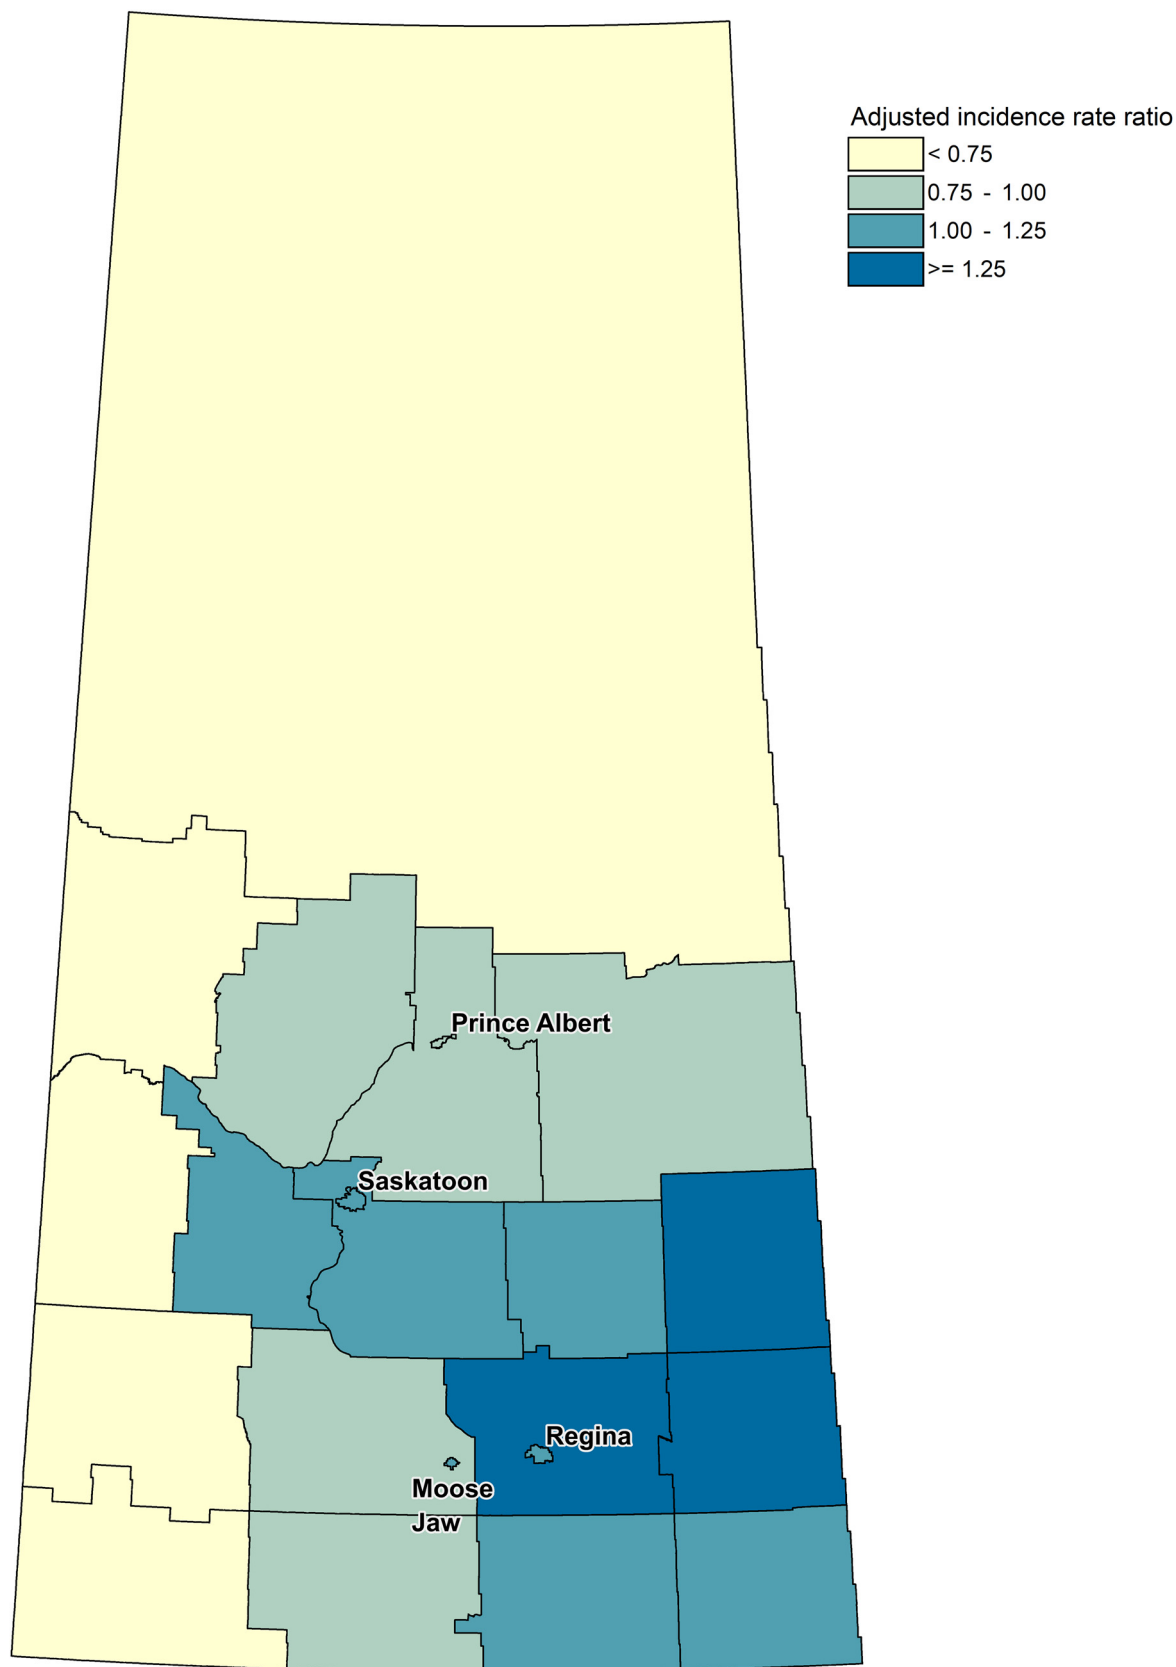 Adjusted incidence rate ratio
< 0.75
0.75 - 1.00
1.00 - 1.25
>= 1.25
Prince Albert
Saskatoon
Regina
Moose
Jaw